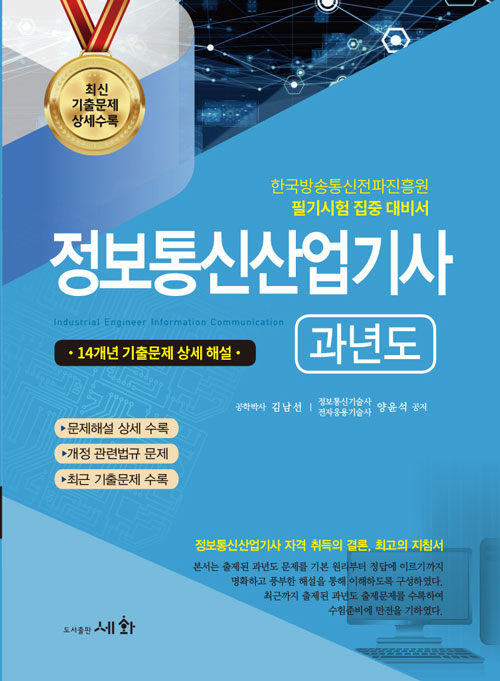 최신
기출문제
상세수록
한국방송통신전파진흥원
필기시험 집중 대비서
정보통신산업기사
Industrial Engineer Information Communication
과년도
• 14개년 기출문제 상세 해설 •
공학박사 김남선 | 정보통신기술사 전자응용기술사 양윤석 공저
▶문제해설 상세 수록
▶개정 관련법규 문제
▶최근 기출문제 수록
정보통신산업기사 자격 취득의 결론, 최고의 지침서
본서는 출제된 과년도 문제를 기본 원리부터 정답에 이르기까지
명확하고 풍부한 해설을 통해 이해하도록 구성하였다.
최근까지 출제된 과년도 출제문제를 수록하여
수험준비에 만전을 기하였다.
도서출판 세화